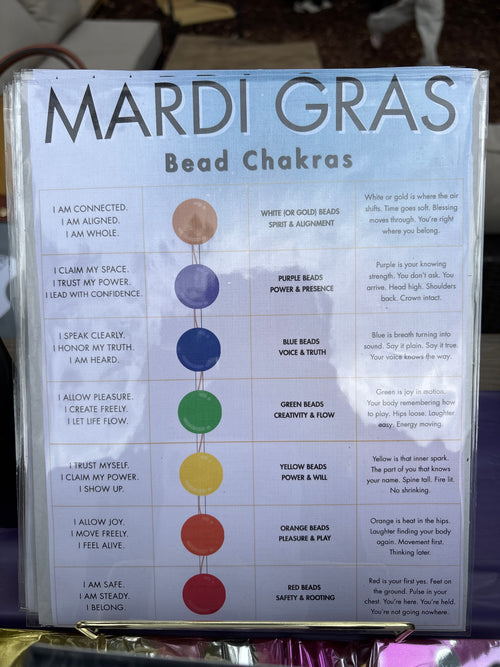 MARDI GRAS
Bead Chakras
I AM CONNECTED.
I AM ALIGNED.
I AM WHOLE.
WHITE (OR GOLD) BEADS
SPIRIT & ALIGNMENT
White or gold is where the air
shifts. Time goes soft. Blessing
moves through. You're right
where you belong.
I CLAIM MY SPACE.
I TRUST MY POWER.
I LEAD WITH CONFIDENCE.
PURPLE BEADS
POWER & PRESENCE
Purple is your knowing
strength. You don't ask. You
arrive. Head high. Shoulders
back. Crown intact.
I SPEAK CLEARLY.
I HONOR MY TRUTH.
I AM HEARD.
BLUE BEADS
VOICE & TRUTH
Blue is breath turning into
sound. Say it plain. Say it true.
Your voice knows the way.
I ALLOW PLEASURE.
I CREATE FREELY.
I LET LIFE FLOW.
GREEN BEADS
CREATIVITY & FLOW
Green is joy in motion.
Your body remembering how
to play. Hips loose. Laughter
easy. Energy moving.
I TRUST MYSELF.
I CLAIM MY POWER.
I SHOW UP.
YELLOW BEADS
POWER & WILL
Yellow is that inner spark.
The part of you that knows
your name. Spine tall. Fire lit.
No shrinking.
I ALLOW JOY.
I MOVE FREELY.
I FEEL ALIVE.
ORANGE BEADS
PLEASURE & PLAY
Orange is heat in the hips.
Laughter finding your body
again. Movement first.
Thinking later.
I AM SAFE.
I AM STEADY.
I BELONG.
RED BEADS
SAFETY & ROOTING
Red is your first yes. Feet on
the ground. Pulse in your
chest. You're here. You're held.
You're not going nowhere.